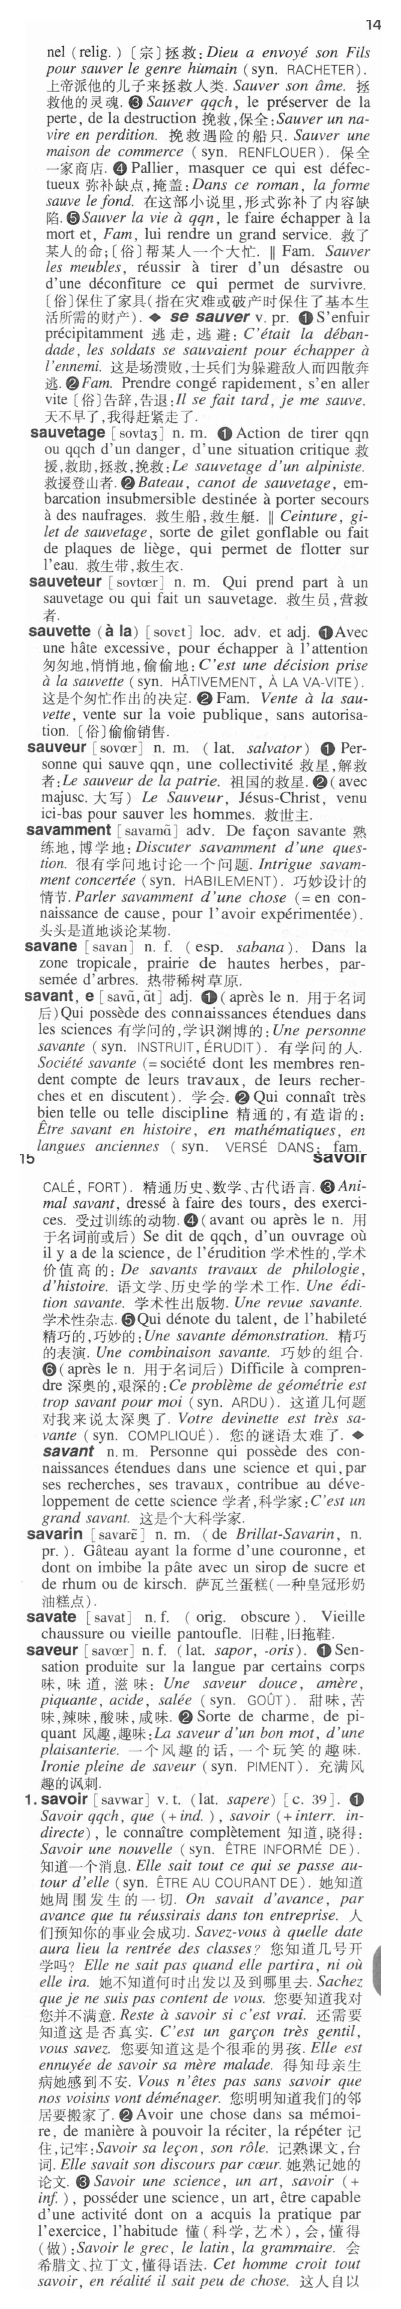 14
nel (relig.) 〔宗〕拯救: Dieu a envoyé son Fils
pour sauver le genre humain (syn. RACHETER).
上帝派他的儿子来拯救人类. Sauver son âme. 拯
救他的灵魂. ❸ Sauver qqch, le préserver de la
perte, de la destruction 挽救,保全: Sauver un na-
vire en perdition. 挽救遇险的船只. Sauver une
maison de commerce (syn. RENFLOUER). 保全
一家商店. ❹ Pallier, masquer ce qui est défec-
tueux 弥补缺点,掩盖: Dans ce roman, la forme
sauve le fond. 在这部小说里,形式弥补了内容缺
陷. ❺ Sauver la vie à qqn, le faire échapper à la
mort et, Fam, lui rendre un grand service. 救了
某人的命;〔俗〕帮某人一个大忙. ‖ Fam. Sauver
les meubles, réussir à tirer d'un désastre ou
d'une déconfiture ce qui permet de survivre.
〔俗〕保住了家具(指在灾难或破产时保住了基本生
活所需的财产). ◆ se sauver v. pr. ❶ S'enfuir
précipitamment 逃走,逃避: C'était la déban-
dade, les soldats se sauvaient pour échapper à
l'ennemi. 这是场溃败,士兵们为躲避敌人而四散奔
逃. ❷ Fam. Prendre congé rapidement, s'en aller
vite〔俗〕告辞,告退: Il se fait tard, je me sauve.
天不早了,我得赶紧走了.
sauvetage [sovtaʒ] n. m. ❶ Action de tirer qqn
ou qqch d'un danger, d'une situation critique 救
援,救助,拯救,挽救: Le sauvetage d'un alpiniste.
救援登山者. ❷ Bateau, canot de sauvetage, em-
barcation insubmersible destinée à porter secours
à des naufrages. 救生船,救生艇. ‖ Ceinture, gi-
let de sauvetage, sorte de gilet gonflable ou fait
de plaques de liège, qui permet de flotter sur
l'eau. 救生带,救生衣.
sauveteur [sovtœr] n. m. Qui prend part à un
sauvetage ou qui fait un sauvetage. 救生员,营救
者.
sauvette (à la) [sovɛt] loc. adv. et adj. ❶ Avec
une hâte excessive, pour échapper à l'attention
匆匆地,悄悄地,偷偷地: C'est une décision prise
à la sauvette (syn. HÂTIVEMENT, À LA VA-VITE).
这是个匆忙作出的决定. ❷ Fam. Vente à la sau-
vette, vente sur la voie publique, sans autorisa-
tion. 〔俗〕偷偷销售.
sauveur [sovœr] n. m. (lat. salvator) ❶ Per-
sonne qui sauve qqn, une collectivité 救星,解救
者: Le sauveur de la patrie. 祖国的救星. ❷ (avec
majusc. 大写) Le Sauveur, Jésus-Christ, venu
ici-bas pour sauver les hommes. 救世主.
savamment [savamɑ̃] adv. De façon savante 熟
练地,博学地: Discuter savamment d'une ques-
tion. 很有学问地讨论一个问题. Intrigue savam-
ment concertée (syn. HABILEMENT). 巧妙设计的
情节. Parler savamment d'une chose (= en con-
naissance de cause, pour l'avoir expérimentée).
头头是道地谈论某物.
savane [savan] n. f. (esp. sabana). Dans la
zone tropicale, prairie de hautes herbes, par-
semée d'arbres. 热带稀树草原.
savant, e [savɑ̃, ɑ̃t] adj. ❶ (après le n. 用于名词
后) Qui possède des connaissances étendues dans
les sciences 有学问的,学识渊博的: Une personne
savante (syn. INSTRUIT, ÉRUDIT). 有学问的人.
Société savante (= société dont les membres ren-
dent compte de leurs travaux, de leurs recher-
ches et en discutent). 学会. ❷ Qui connaît très
bien telle ou telle discipline 精通的,有造诣的:
Être savant en histoire, en mathématiques, en
langues anciennes (syn. VERSÉ DANS; fam.
15 savoir
CALÉ, FORT). 精通历史、数学、古代语言. ❸ Ani-
mal savant, dressé à faire des tours, des exerci-
ces. 受过训练的动物. ❹ (avant ou après le n. 用
于名词前或后) Se dit de qqch, d'un ouvrage où
il y a de la science, de l'érudition 学术性的,学术
价值高的: De savants travaux de philologie,
d'histoire. 语文学、历史学的学术工作. Une édi-
tion savante. 学术性出版物. Une revue savante.
学术性杂志. ❺ Qui dénote du talent, de l'habileté
精巧的,巧妙的: Une savante démonstration. 精巧
的表演. Une combinaison savante. 巧妙的组合.
❻ (après le n. 用于名词后) Difficile à compren-
dre 深奥的,艰深的: Ce problème de géométrie est
trop savant pour moi (syn. ARDU). 这道几何题
对我来说太深奥了. Votre devinette est très sa-
vante (syn. COMPLIQUÉ). 您的谜语太难了. ◆
savant n. m. Personne qui possède des con-
naissances étendues dans une science et qui, par
ses recherches, ses travaux, contribue au déve-
loppement de cette science 学者,科学家: C'est un
grand savant. 这是个大科学家.
savarin [savarɛ̃] n. m. (de Brillat-Savarin, n.
pr.). Gâteau ayant la forme d'une couronne, et
dont on imbibe la pâte avec un sirop de sucre et
de rhum ou de kirsch. 萨瓦兰蛋糕(一种皇冠形奶
油糕点).
savate [savat] n. f. (orig. obscure). Vieille
chaussure ou vieille pantoufle. 旧鞋,旧拖鞋.
saveur [savœr] n. f. (lat. sapor, -oris). ❶ Sen-
sation produite sur la langue par certains corps
味,味道,滋味: Une saveur douce, amère,
piquante, acide, salée (syn. GOÛT). 甜味,苦
味,辣味,酸味,咸味. ❷ Sorte de charme, de pi-
quant 风趣,趣味: La saveur d'un bon mot, d'une
plaisanterie. 一个风趣的话,一个玩笑的趣味.
Ironie pleine de saveur (syn. PIMENT). 充满风
趣的讽刺.
1. savoir [savwar] v. t. (lat. sapere) [c. 39]. ❶
Savoir qqch, que (+ ind.), savoir (+ interr. in-
directe), le connaître complètement 知道,晓得:
Savoir une nouvelle (syn. ÊTRE INFORMÉ DE).
知道一个消息. Elle sait tout ce qui se passe au-
tour d'elle (syn. ÊTRE AU COURANT DE). 她知道
她周围发生的一切. On savait d'avance, par
avance que tu réussirais dans ton entreprise. 人
们预知你的事业会成功. Savez-vous à quelle date
aura lieu la rentrée des classes? 您知道几号开
学吗? Elle ne sait pas quand elle partira, ni où
elle ira. 她不知道何时出发以及到哪里去. Sachez
que je ne suis pas content de vous. 您要知道我对
您并不满意. Reste à savoir si c'est vrai. 还需要
知道这是否真实. C'est un garçon très gentil,
vous savez. 您要知道这是个很乖的男孩. Elle est
ennuyée de savoir sa mère malade. 得知母亲生
病她感到不安. Vous n'êtes pas sans savoir que
nos voisins vont déménager. 您明明知道我们的邻
居要搬家了. ❷ Avoir une chose dans sa mémoi-
re, de manière à pouvoir la réciter, la répéter 记
住,记牢: Savoir sa leçon, son rôle. 记熟课文,台
词. Elle savait son discours par cœur. 她熟记她的
论文. ❸ Savoir une science, un art, savoir (+
inf.), posséder une science, un art, être capable
d'une activité dont on a acquis la pratique par
l'exercice, l'habitude 懂(科学,艺术),会,懂得
(做): Savoir le grec, le latin, la grammaire. 会
希腊文、拉丁文,懂得语法. Cet homme croit tout
savoir, en réalité il sait peu de chose. 这人自以